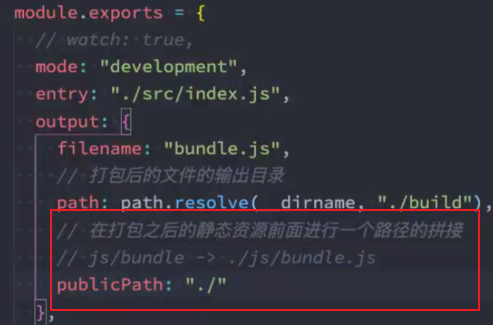 module.exports = {
// watch: true,
mode: "development",
entry: "./src/index.js",
output: {
filename: "bundle.js",
// 打包后的文件的输出目录
path: path.resolve(__dirname, "./build"),
// 在打包之后的静态资源前面进行一个路径的拼接
// js/bundle -> ./js/bundle.js
publicPath: "./"
},